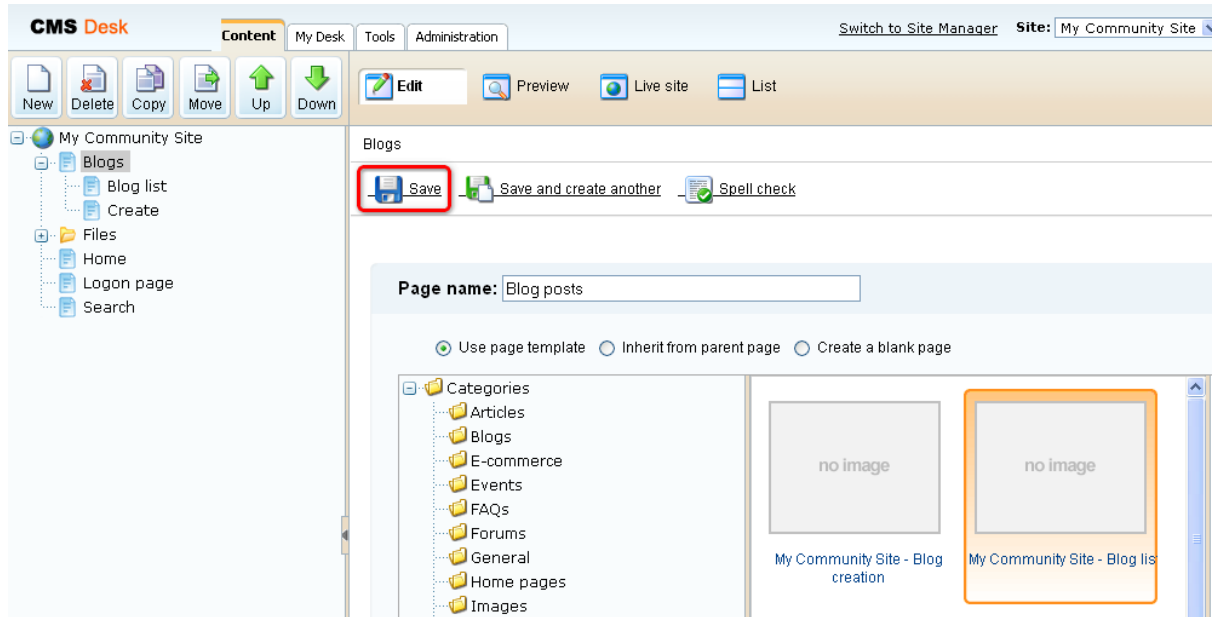 CMS Desk
Content My Desk Tools Administration
Switch to Site Manager Site: My Community Site
New Delete Copy Move Up Down
Edit Preview Live site List
My Community Site
Blogs
Blog list
Create
Files
Home
Logon page
Search
Blogs
Save Save and create another Spell check
Page name: Blog posts
Use page template Inherit from parent page Create a blank page
Categories
Articles
Blogs
E-commerce
Events
FAQs
Forums
General
Home pages
Images
no image no image
My Community Site - Blog creation
My Community Site - Blog lis